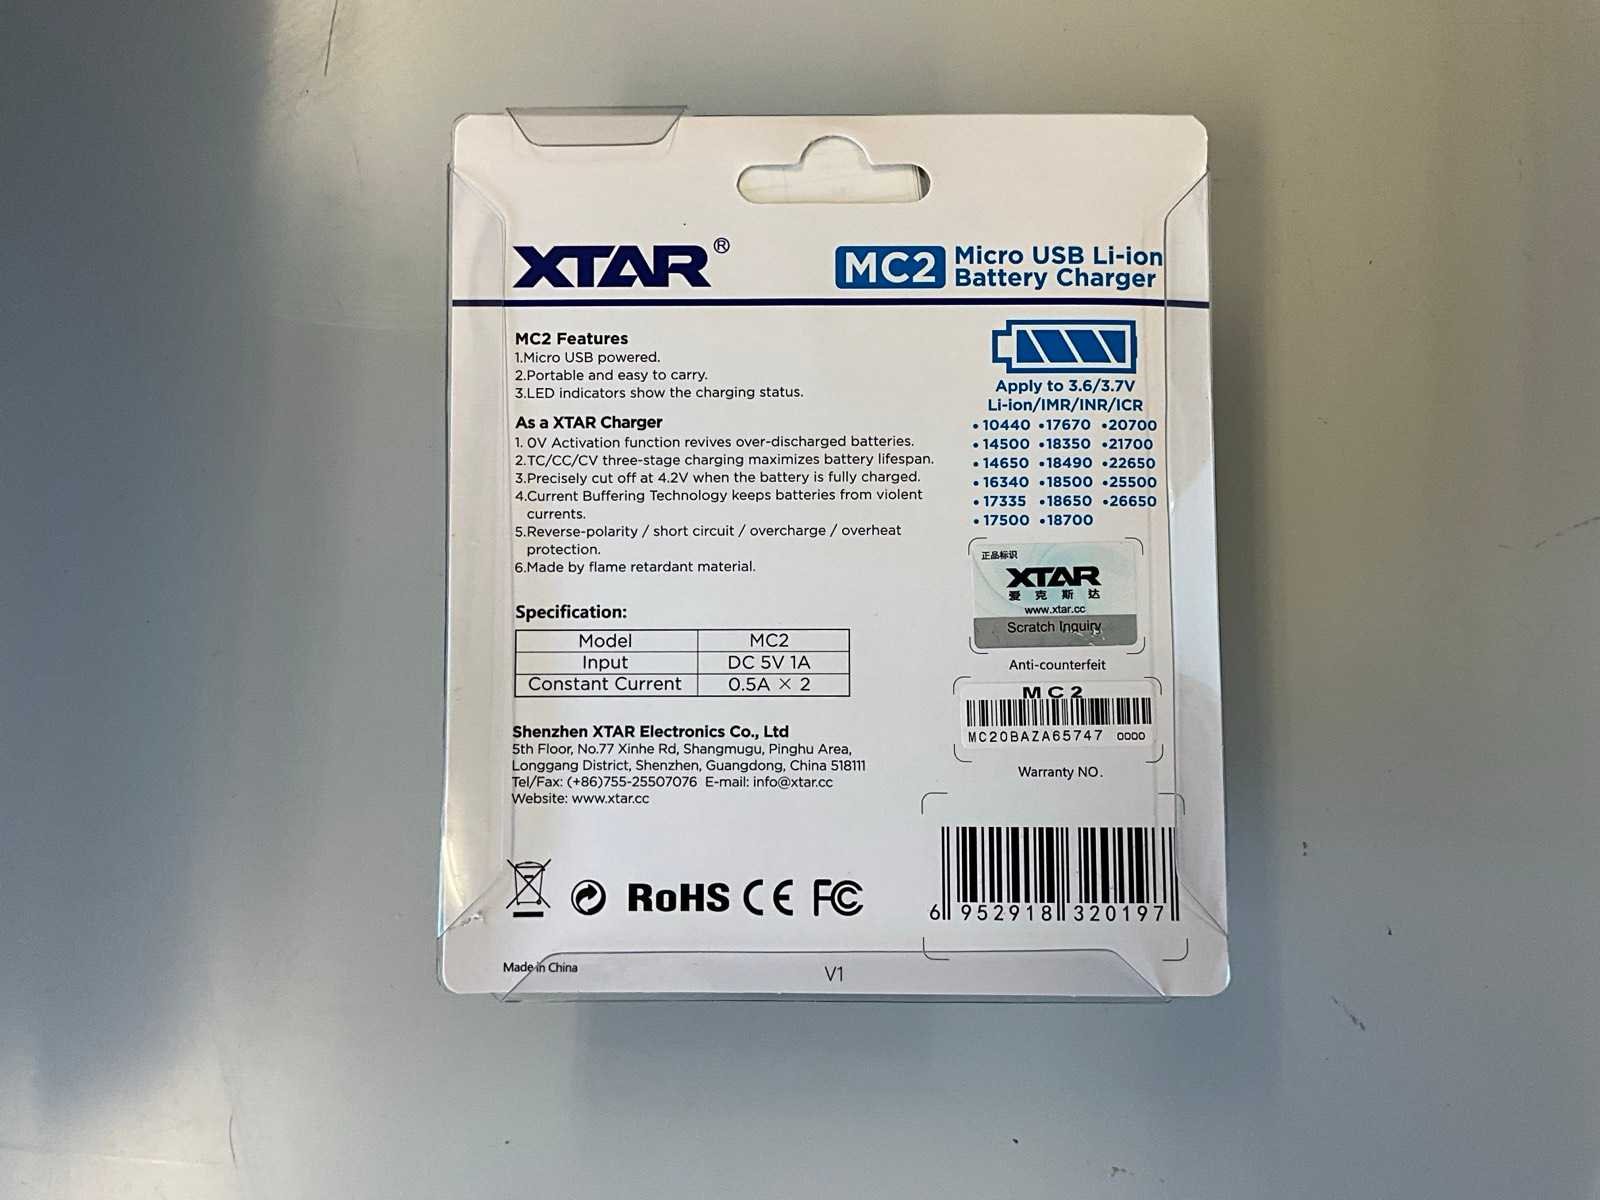 XTAR®
MC2 Micro USB Li-ion
Battery Charger
MC2 Features
1.Micro USB powered.
2.Portable and easy to carry.
3.LED indicators show the charging status.
As a XTAR Charger
1. 0V Activation function revives over-discharged batteries.
2.TC/CC/CV three-stage charging maximizes battery lifespan.
3.Precisely cut off at 4.2V when the battery is fully charged.
4.Current Buffering Technology keeps batteries from violent
currents.
5.Reverse-polarity / short circuit / overcharge / overheat
protection.
6.Made by flame retardant material.
Specification:
Model MC2
Input DC 5V 1A
Constant Current 0.5A × 2
Shenzhen XTAR Electronics Co., Ltd
5th Floor, No.77 Xinhe Rd, Shangmugu, Pinghu Area,
Longgang District, Shenzhen, Guangdong, China 518111
Tel/Fax: (+86)755-25507076 E-mail: info@xtar.cc
Website: www.xtar.cc
RoHS CE FC
Made in China
V1
Apply to 3.6/3.7V
Li-ion/IMR/INR/ICR
• 10440 •17670 •20700
• 14500 •18350 •21700
• 14650 •18490 •22650
• 16340 •18500 •25500
• 17335 •18650 •26650
• 17500 •18700
正品标识
XTAR
爱克斯达
www.xtar.cc
Scratch Inquiry
Anti-counterfeit
MC2
MC20BAZA65747 0000
Warranty NO.
6 952918 320197